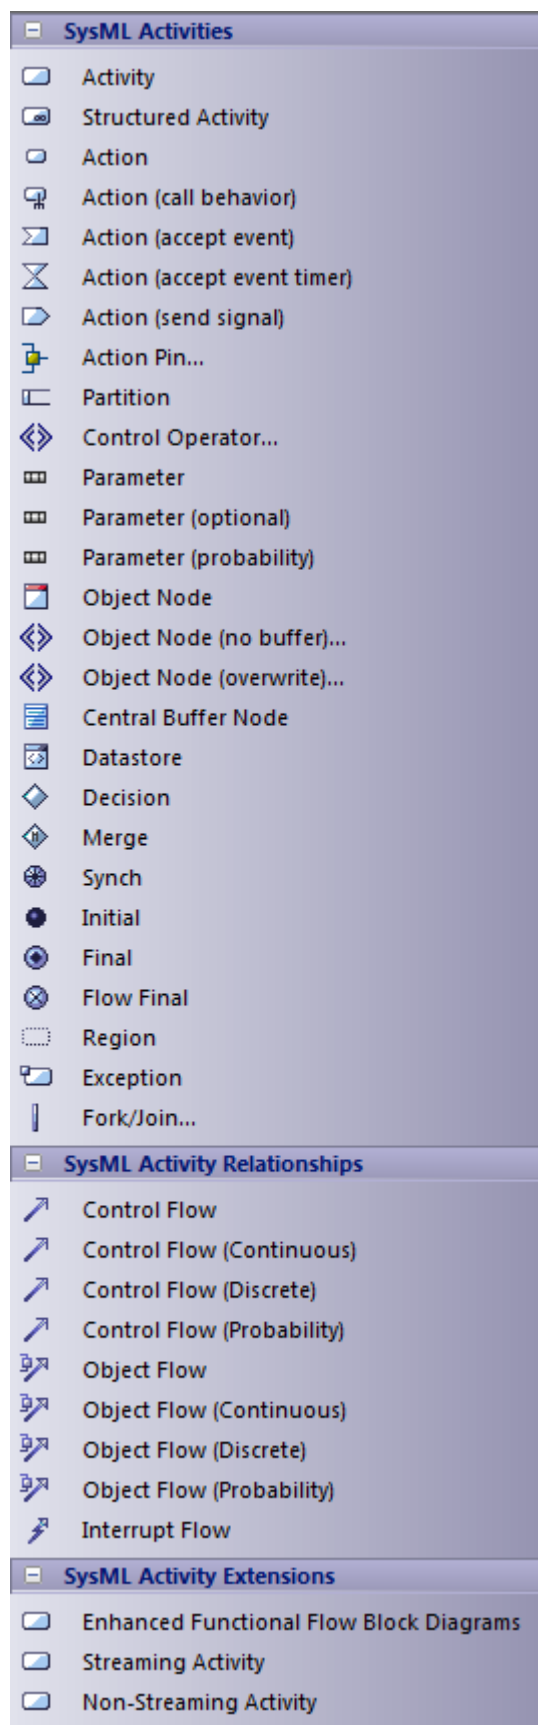 SysML Activities
Activity
Structured Activity
Action
Action (call behavior)
Action (accept event)
Action (accept event timer)
Action (send signal)
Action Pin...
Partition
Control Operator...
Parameter
Parameter (optional)
Parameter (probability)
Object Node
Object Node (no buffer)...
Object Node (overwrite)...
Central Buffer Node
Datastore
Decision
Merge
Synch
Initial
Final
Flow Final
Region
Exception
Fork/Join...
SysML Activity Relationships
Control Flow
Control Flow (Continuous)
Control Flow (Discrete)
Control Flow (Probability)
Object Flow
Object Flow (Continuous)
Object Flow (Discrete)
Object Flow (Probability)
Interrupt Flow
SysML Activity Extensions
Enhanced Functional Flow Block Diagrams
Streaming Activity
Non-Streaming Activity